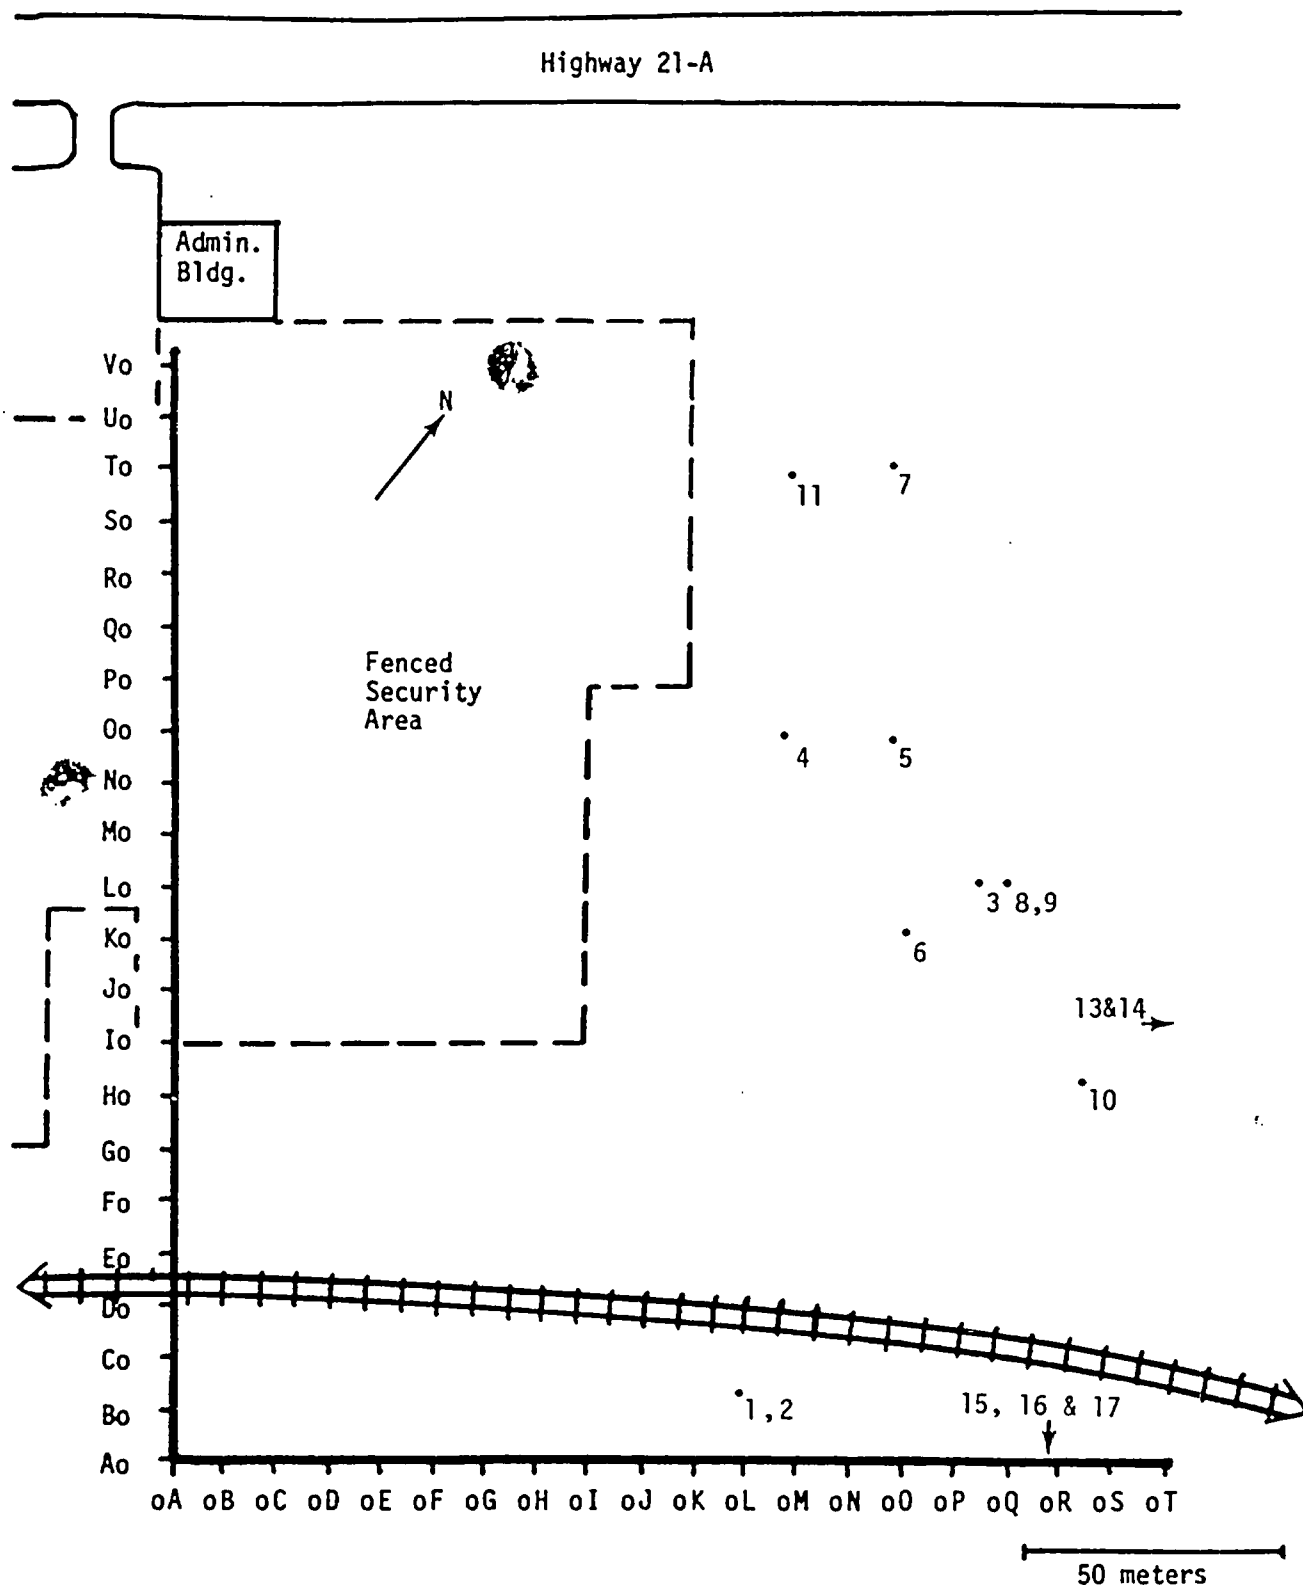 Highway 21-A
Admin.
Bldg.
Vo
N
Uo
To
7
11
So
Ro
Qo
Fenced
Security
Area
Po
Oo
4
5
No
Mo
Lo
3 8,9
Ko
6
Jo
13&14
Io
Ho
10
Go
Fo
Eo
Do
Co
1,2
15, 16 & 17
Bo
Ao
oA oB oC oD oE oF oG oH oI oJ oK oL oM oN oO oP oQ oR oS oT
50 meters